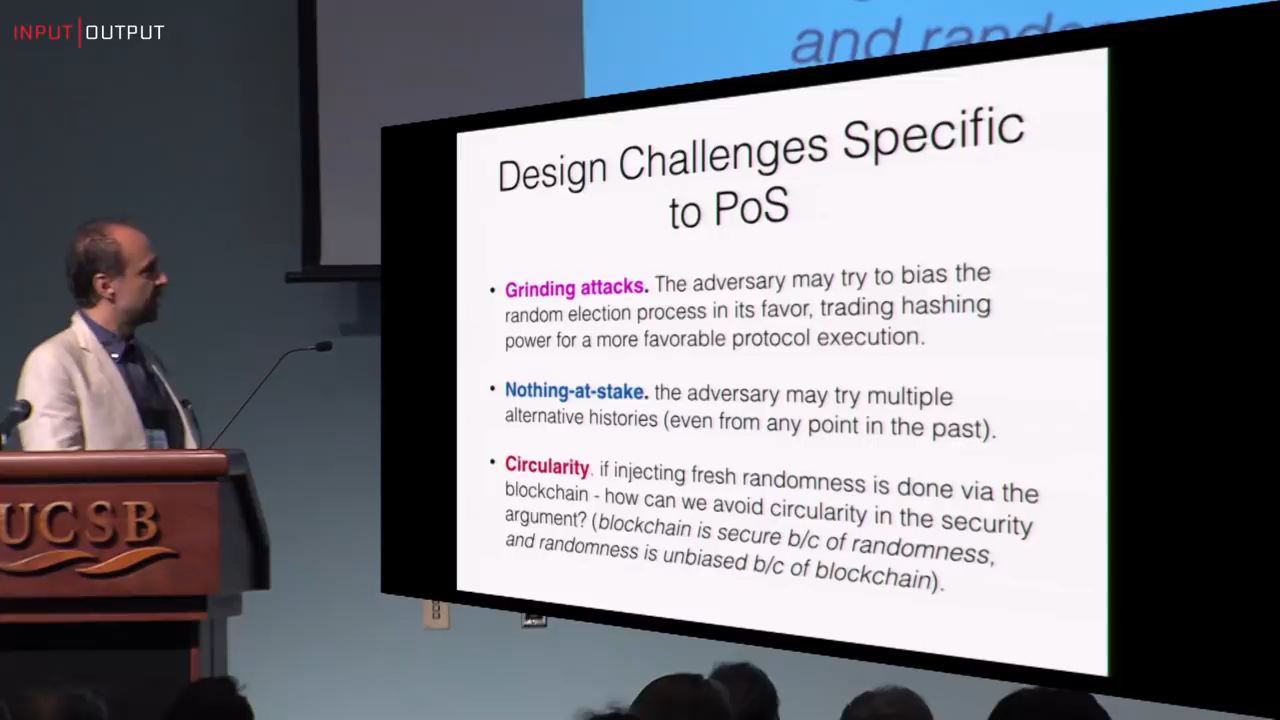 INPUT|OUTPUT
Design Challenges Specific
to PoS
• Grinding attacks. The adversary may try to bias the
random election process in its favor, trading hashing
power for a more favorable protocol execution.
• Nothing-at-stake. the adversary may try multiple
alternative histories (even from any point in the past).
• Circularity. if injecting fresh randomness is done via the
blockchain - how can we avoid circularity in the security
argument? (blockchain is secure b/c of randomness,
and randomness is unbiased b/c of blockchain).
UCSB